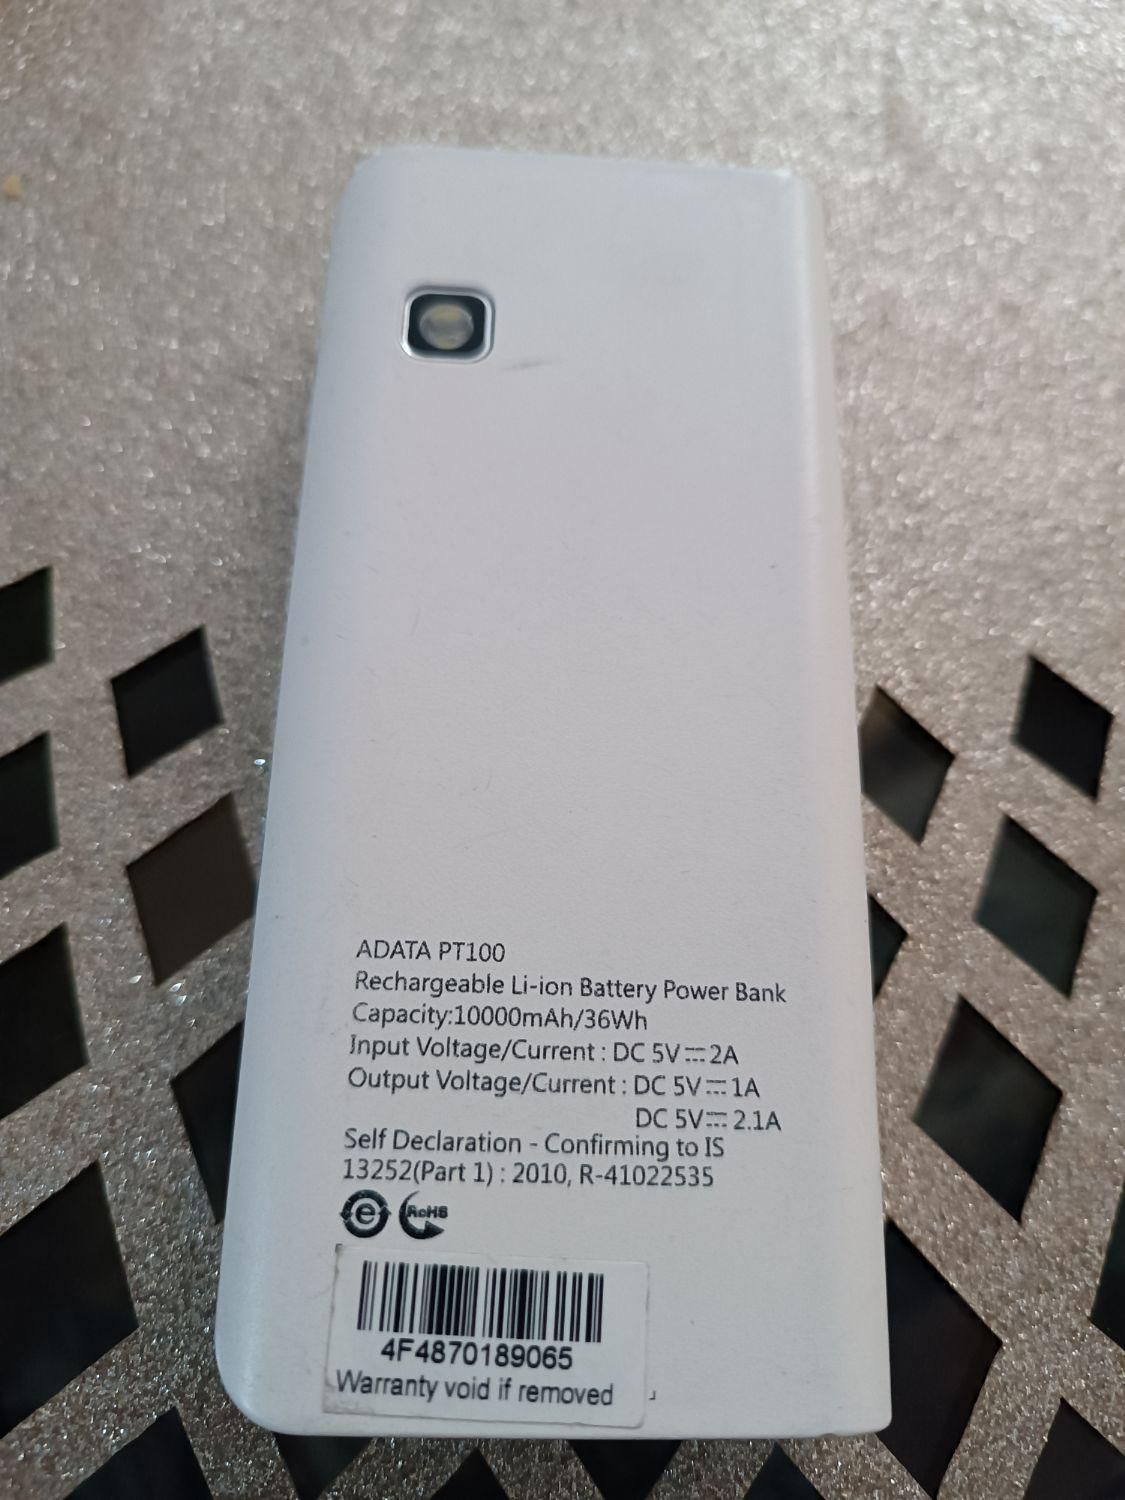 ADATA PT100
Rechargeable Li-ion Battery Power Bank
Capacity:10000mAh/36Wh
Input Voltage/Current : DC 5V⎓2A
Output Voltage/Current : DC 5V⎓1A
DC 5V⎓2.1A
Self Declaration - Confirming to IS
13252(Part 1) : 2010, R-41022535
e RoHS
4F4870189065
Warranty void if removed